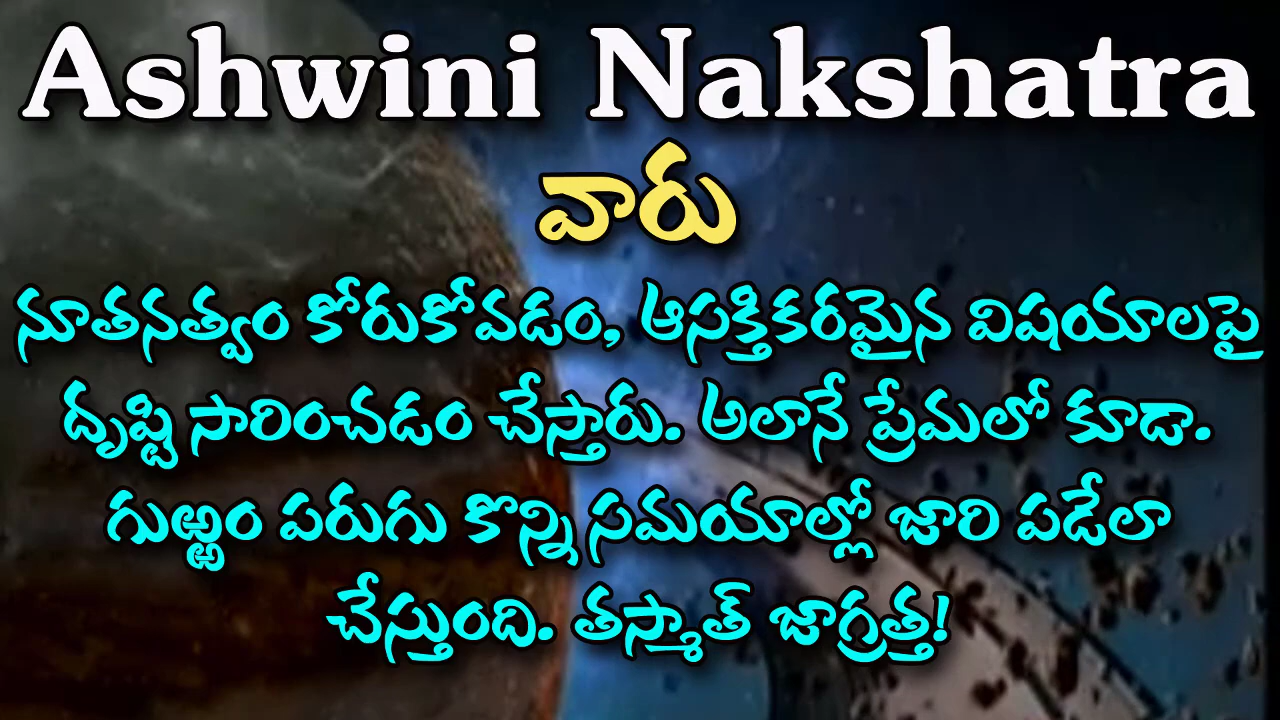 Ashwini Nakshatra
వారు
నూతనత్వం కోరుకోవడం, ఆసక్తికరమైన విషయాలపై
దృష్టి సారించడం చేస్తారు. అలానే ప్రేమలో కూడా.
గుఱ్ఱం పరుగు కొన్ని సమయాల్లో జారి పడేలా
చేస్తుంది. తస్మాత్ జాగ్రత్త!